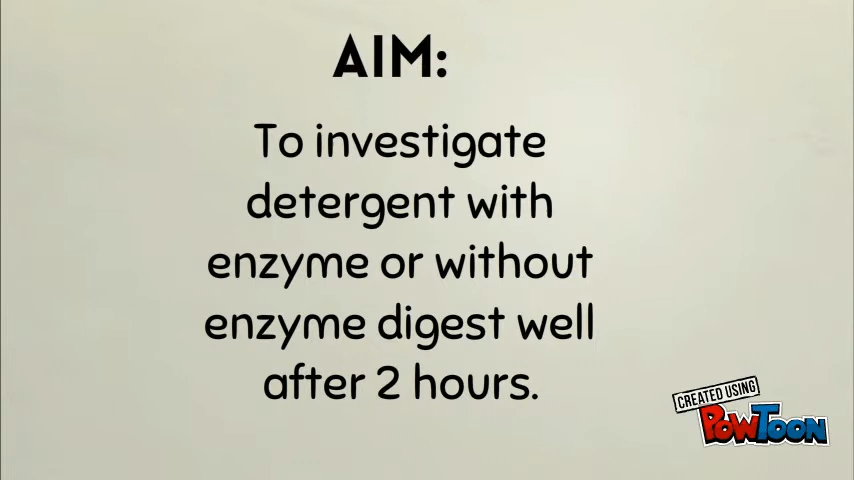 AIM:
To investigate
detergent with
enzyme or without
enzyme digest well
after 2 hours.
CREATED USING
POWTOON